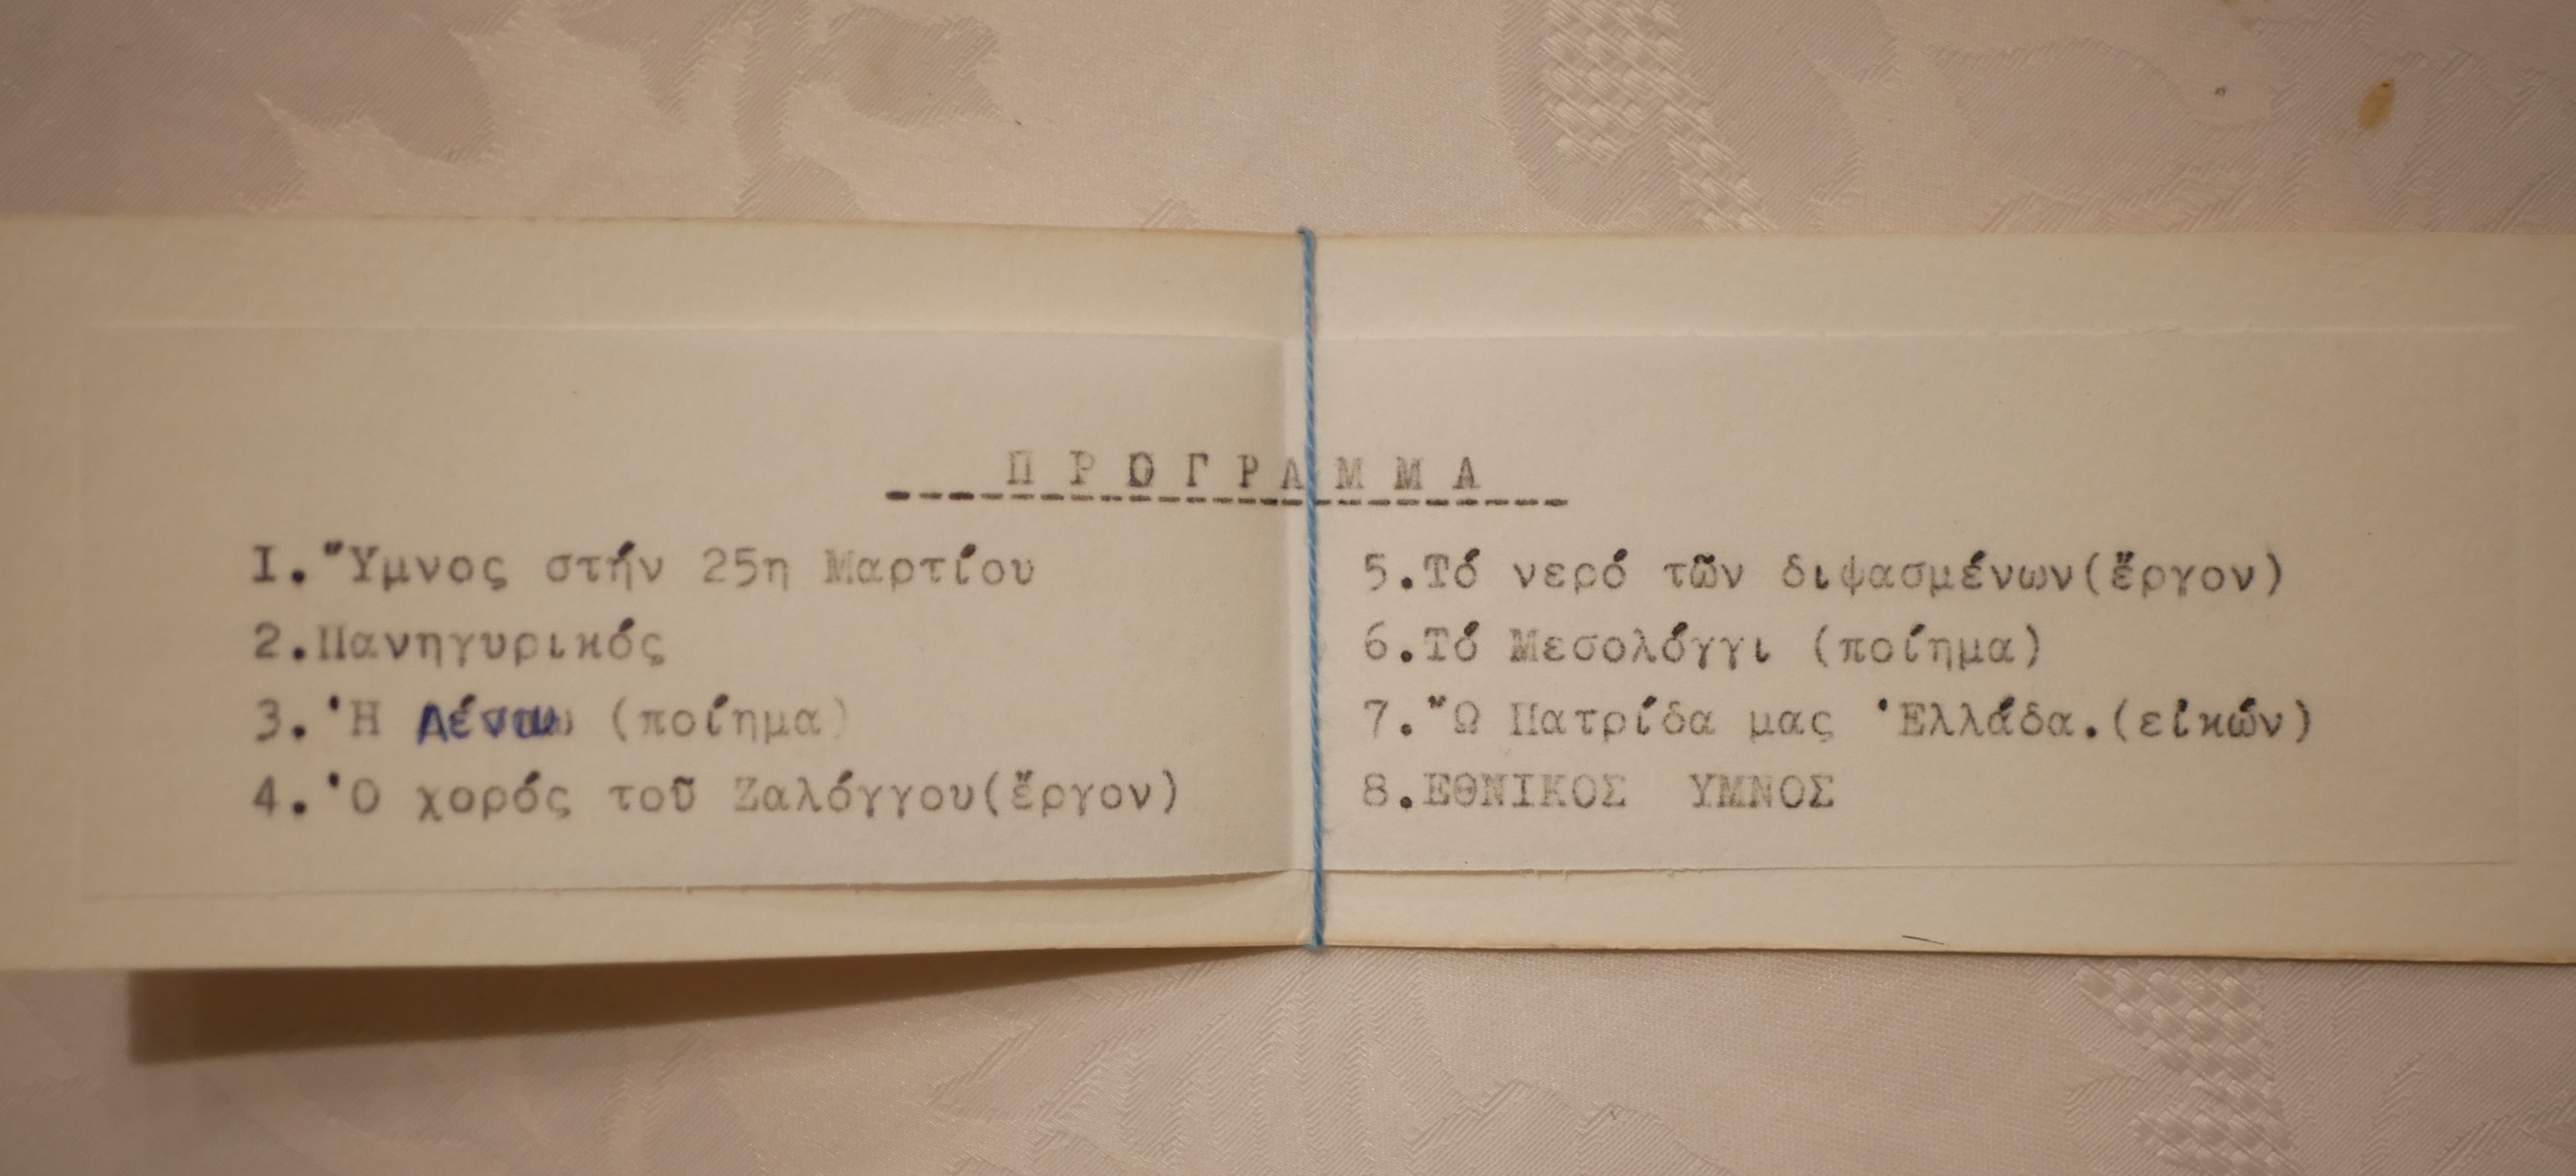 ΠΡΟΓΡΑΜΜΑ
1."Υμνος στήν 25η Μαρτίου
2.Πανηγυρικός
3.'Η Λένω (ποίημα)
4.'Ο χορός τοῦ Ζαλόγγου(ἔργον)
5.Τό νερό τῶν διψασμένων(ἔργον)
6.Τό Μεσολόγγι (ποίημα)
7."Ω Πατρίδα μας 'Ελλάδα.(εἰκών)
8.ΕΘΝΙΚΟΣ ΥΜΝΟΣ